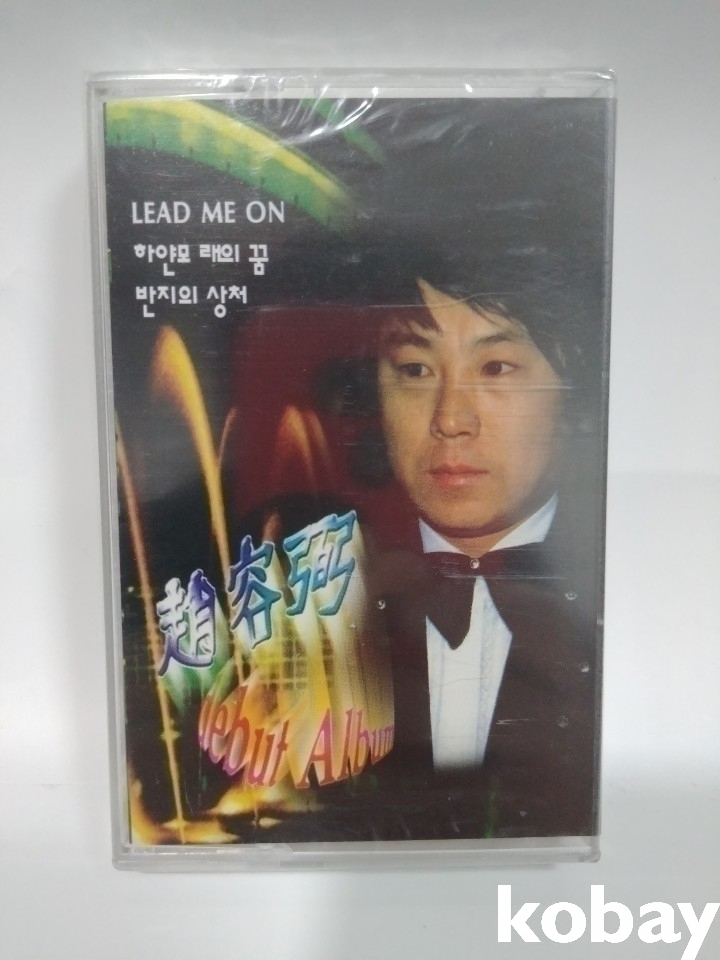 LEAD ME ON
하얀모 래의 꿈
반지의 상처
趙容弼
debut Album
kobay